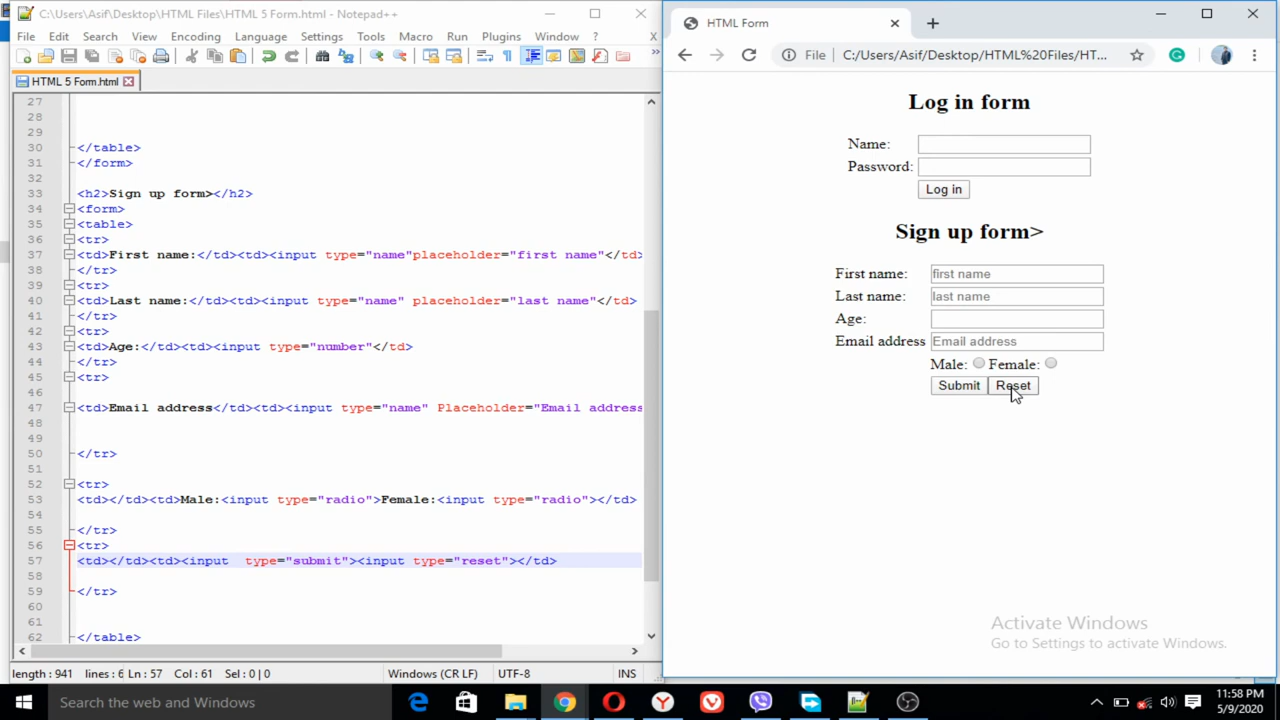 C:\Users\Asif\Desktop\HTML Files\HTML 5 Form.html - Notepad++
File Edit Search View Encoding Language Settings Tools Macro Run Plugins Window ? X
HTML 5 Form.html
27
28
29
30 </table>
31 </form>
32
33 <h2>Sign up form></h2>
34 <form>
35 <table>
36 <tr>
37 <td>First name:</td><td><input type="name"placeholder="first name"</td>
38 </tr>
39 <tr>
40 <td>Last name:</td><td><input type="name" placeholder="last name"</td>
41 </tr>
42 <tr>
43 <td>Age:</td><td><input type="number"</td>
44 </tr>
45 <tr>
46
47 <td>Email address</td><td><input type="name" Placeholder="Email address
48
49
50 </tr>
51
52 <tr>
53 <td></td><td>Male:<input type="radio">Female:<input type="radio"></td>
54
55 </tr>
56 <tr>
57 <td></td><td><input  type="submit"><input type="reset"></td>
58
59 </tr>
60
61
62 </table>
length : 941 lines : 6 Ln : 57 Col : 61 Sel : 0 | 0 Windows (CR LF) UTF-8 INS
HTML Form
File C:/Users/Asif/Desktop/HTML%20Files/HT...
Log in form
Name:
Password:
Log in
Sign up form>
First name: first name
Last name: last name
Age:
Email address Email address
Male: Female:
Submit Reset
Activate Windows
Go to Settings to activate Windows.
Search the web and Windows
11:58 PM
5/9/2020